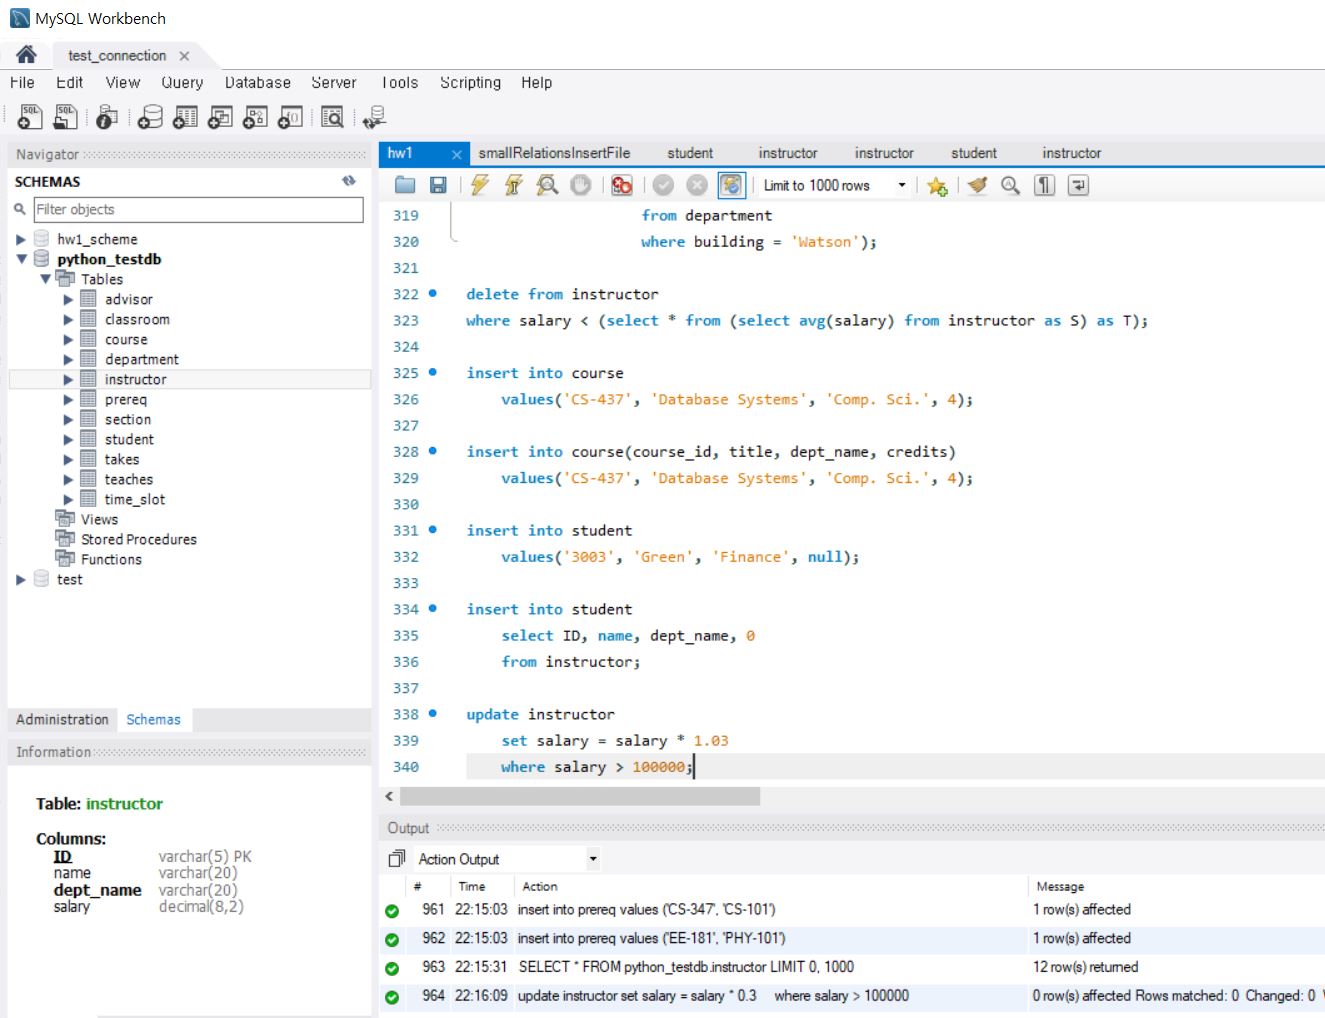 MySQL Workbench
test_connection
File Edit View Query Database Server Tools Scripting Help
Navigator
SCHEMAS
Filter objects
hw1_scheme
python_testdb
Tables
advisor
classroom
course
department
instructor
prereq
section
student
takes
teaches
time_slot
Views
Stored Procedures
Functions
test
Administration Schemas
Information
Table: instructor
Columns:
ID varchar(5) PK
name varchar(20)
dept_name varchar(20)
salary decimal(8,2)
hw1 smallRelationsInsertFile student instructor instructor student instructor
Limit to 1000 rows
319 from department
320 where building = 'Watson');
321
322 delete from instructor
323 where salary < (select * from (select avg(salary) from instructor as S) as T);
324
325 insert into course
326 values('CS-437', 'Database Systems', 'Comp. Sci.', 4);
327
328 insert into course(course_id, title, dept_name, credits)
329 values('CS-437', 'Database Systems', 'Comp. Sci.', 4);
330
331 insert into student
332 values('3003', 'Green', 'Finance', null);
333
334 insert into student
335 select ID, name, dept_name, 0
336 from instructor;
337
338 update instructor
339 set salary = salary * 1.03
340 where salary > 100000;
Output
Action Output
# Time Action Message
961 22:15:03 insert into prereq values ('CS-347', 'CS-101') 1 row(s) affected
962 22:15:03 insert into prereq values ('EE-181', 'PHY-101') 1 row(s) affected
963 22:15:31 SELECT * FROM python_testdb.instructor LIMIT 0, 1000 12 row(s) returned
964 22:16:09 update instructor set salary = salary * 0.3 where salary > 100000 0 row(s) affected Rows matched: 0 Changed: 0